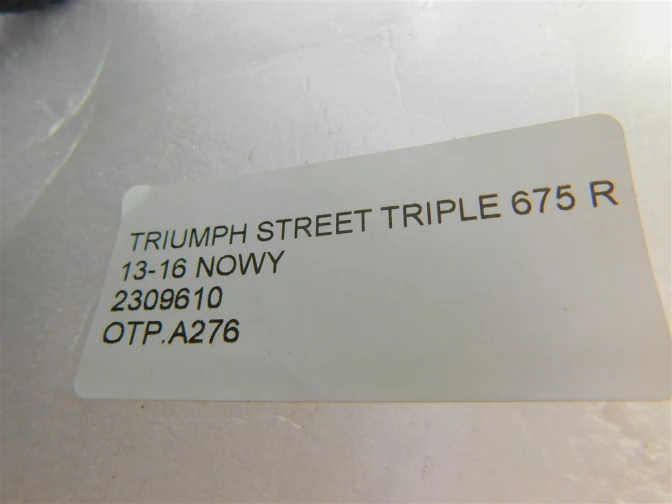 TRIUMPH STREET TRIPLE 675 R
13-16 NOWY
2309610
OTP.A276